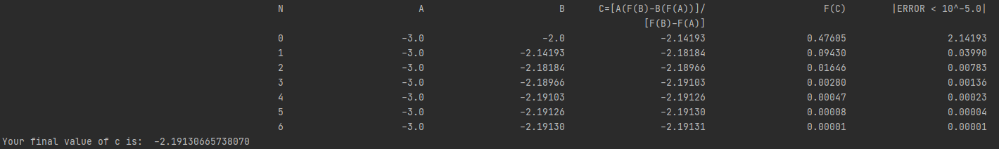 N A B C=[A(F(B)-B(F(A))]/ F(C) |ERROR < 10^-5.0|
[F(B)-F(A)]
0 -3.0 -2.0 -2.14193 0.47605 2.14193
1 -3.0 -2.14193 -2.18184 0.09430 0.03990
2 -3.0 -2.18184 -2.18966 0.01646 0.00783
3 -3.0 -2.18966 -2.19103 0.00280 0.00136
4 -3.0 -2.19103 -2.19126 0.00047 0.00023
5 -3.0 -2.19126 -2.19130 0.00008 0.00004
6 -3.0 -2.19130 -2.19131 0.00001 0.00001
Your final value of c is: -2.19130665738070